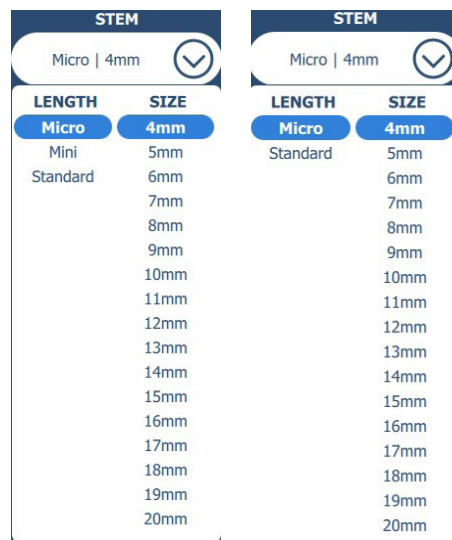 STEM
Micro | 4mm
LENGTH SIZE
Micro 4mm
Mini 5mm
Standard 6mm
7mm
8mm
9mm
10mm
11mm
12mm
13mm
14mm
15mm
16mm
17mm
18mm
19mm
20mm
STEM
Micro | 4mm
LENGTH SIZE
Micro 4mm
Standard 5mm
6mm
7mm
8mm
9mm
10mm
11mm
12mm
13mm
14mm
15mm
16mm
17mm
18mm
19mm
20mm